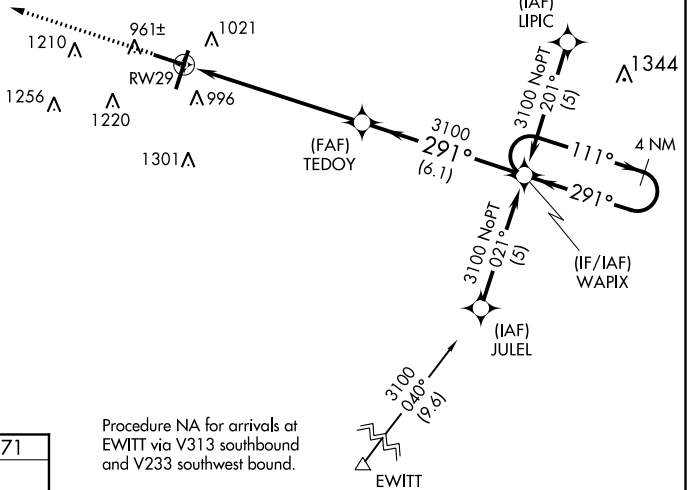 (IAF)
LIPIC
1210
961±
1021
RW29
1256
1220
996
1301
1344
3100 NoPT
201°
(5)
(FAF)
TEDOY
3100
291°
(6.1)
111°
4 NM
291°
3100 NoPT
021°
(5)
(IF/IAF)
WAPIX
(IAF)
JULEL
3100
040°
(9.6)
EWITT
Procedure NA for arrivals at
EWITT via V313 southbound
and V233 southwest bound.
71